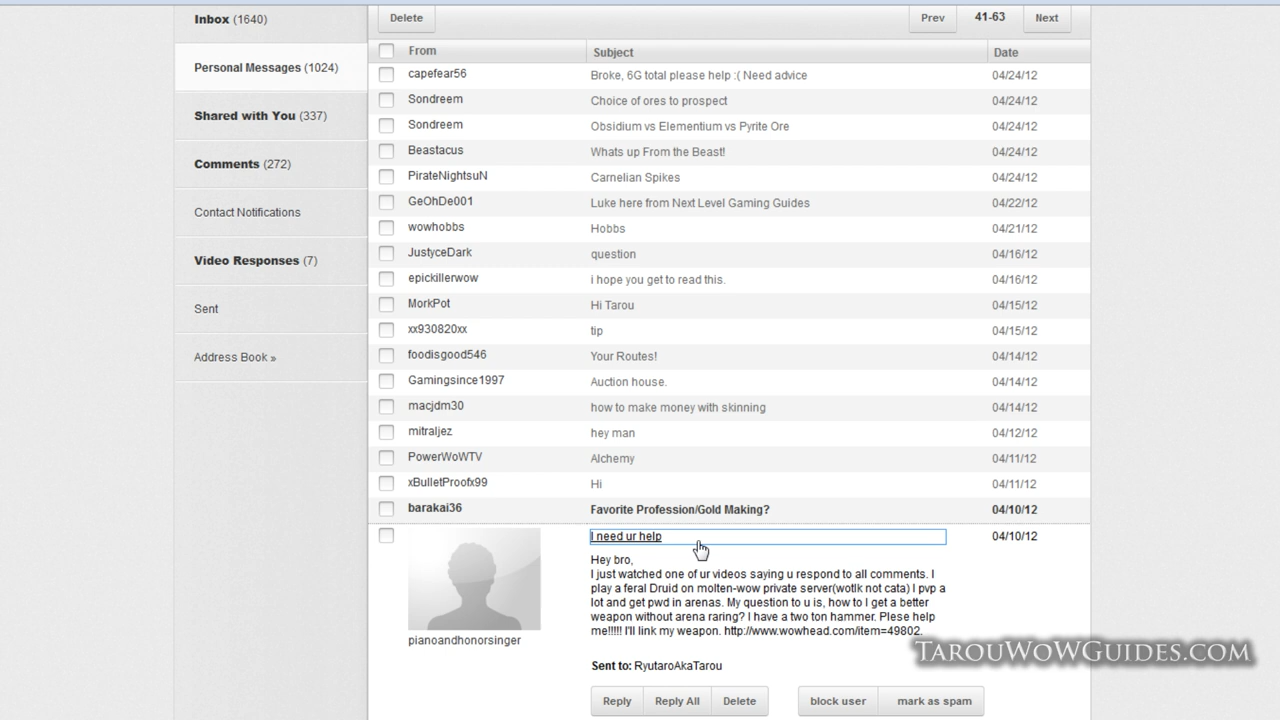 Inbox (1640)
Personal Messages (1024)
Shared with You (337)
Comments (272)
Contact Notifications
Video Responses (7)
Sent
Address Book »
Delete
Prev 41-63 Next
From Subject Date
capefear56 Broke, 6G total please help :( Need advice 04/24/12
Sondreem Choice of ores to prospect 04/24/12
Sondreem Obsidium vs Elementium vs Pyrite Ore 04/24/12
Beastacus Whats up From the Beast! 04/24/12
PirateNightsuN Carnelian Spikes 04/24/12
GeOhDe001 Luke here from Next Level Gaming Guides 04/22/12
wowhobbs Hobbs 04/21/12
JustyceDark question 04/16/12
epickillerwow i hope you get to read this. 04/16/12
MorkPot Hi Tarou 04/15/12
xx930820xx tip 04/15/12
foodisgood546 Your Routes! 04/14/12
Gamingsince1997 Auction house. 04/14/12
macjdm30 how to make money with skinning 04/14/12
mitraljez hey man 04/12/12
PowerWoWTV Alchemy 04/11/12
xBulletProofx99 Hi 04/11/12
barakai36 Favorite Profession/Gold Making? 04/10/12
I need ur help 04/10/12
Hey bro,
I just watched one of ur videos saying u respond to all comments. I
play a feral Druid on molten-wow private server(wotlk not cata) I pvp a
lot and get pwd in arenas. My question to u is, how to I get a better
weapon without arena raring? I have a two ton hammer. Plese help
me!!!!! I'll link my weapon. http://www.wowhead.com/item=49802.
pianoandhonorsinger
Sent to: RyutaroAkaTarou
Reply Reply All Delete block user mark as spam
TarouWoWGuides.com